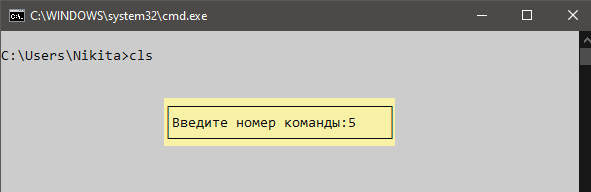 C:\WINDOWS\system32\cmd.exe
C:\Users\Nikita>cls
Введите номер команды:5